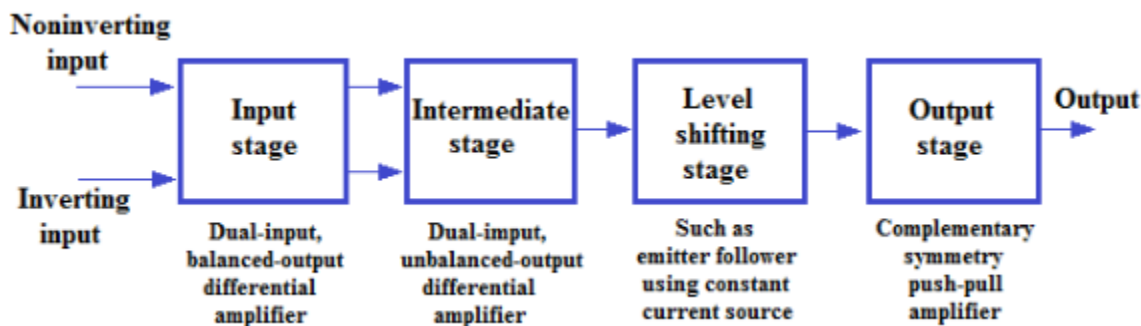 Noninverting
input
Inverting
input
Input
stage
Dual-input,
balanced-output
differential
amplifier
Intermediate
stage
Dual-imput,
unbalanced-output
differential
amplifier
Level
shifting
stage
Such as
emitter follower
using constant
current source
Output
stage
Complementary
symmetry
push-pull
amplifier
Output